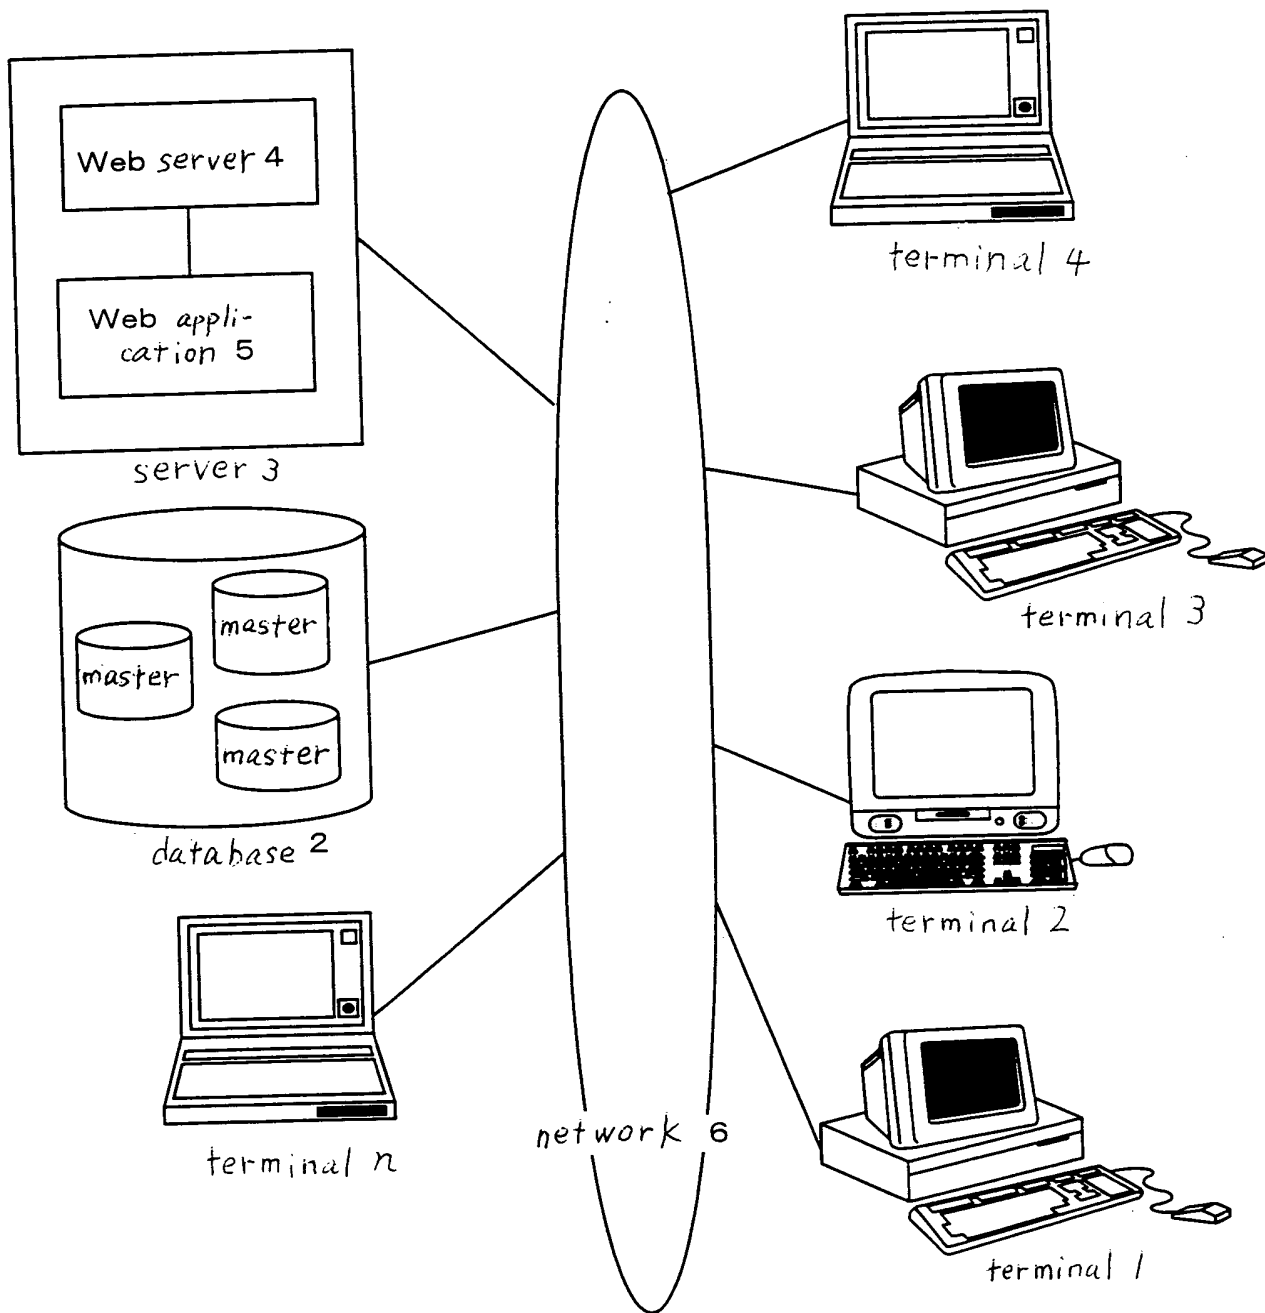 Web server 4
Web appli-
cation 5
server 3
master
master
master
database 2
terminal n
network 6
terminal 4
terminal 3
terminal 2
terminal 1